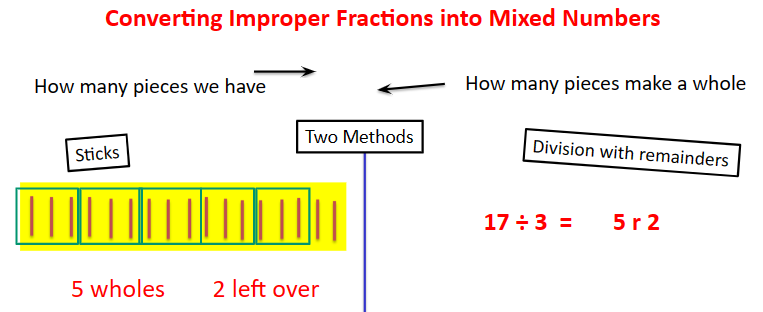 Converting Improper Fractions into Mixed Numbers
How many pieces we have
How many pieces make a whole
Two Methods
Sticks
Division with remainders
17 ÷ 3 = 5 r 2
5 wholes 2 left over